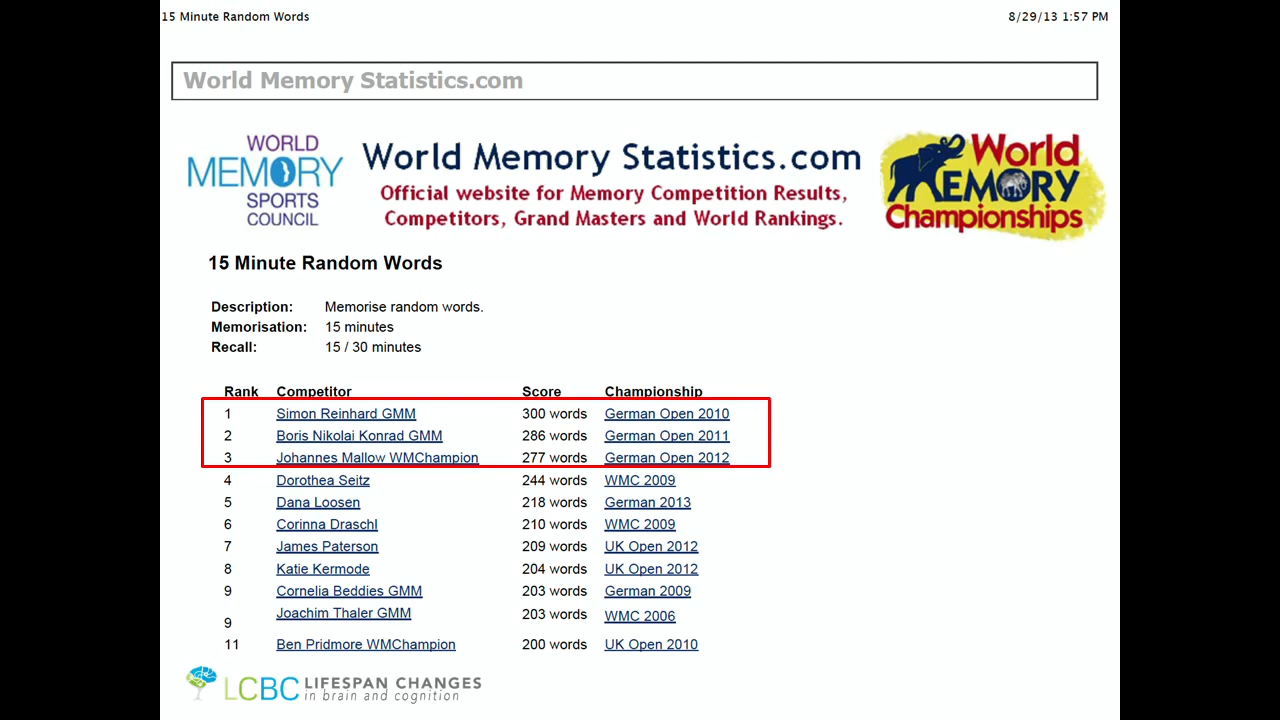 15 Minute Random Words 8/29/13 1:57 PM
World Memory Statistics.com
WORLD
MEMORY
SPORTS
COUNCIL
World Memory Statistics.com
Official website for Memory Competition Results,
Competitors, Grand Masters and World Rankings.
World
MEMORY
Championships
15 Minute Random Words
Description: Memorise random words.
Memorisation: 15 minutes
Recall: 15 / 30 minutes
Rank Competitor Score Championship
1 Simon Reinhard GMM 300 words German Open 2010
2 Boris Nikolai Konrad GMM 286 words German Open 2011
3 Johannes Mallow WMChampion 277 words German Open 2012
4 Dorothea Seitz 244 words WMC 2009
5 Dana Loosen 218 words German 2013
6 Corinna Draschl 210 words WMC 2009
7 James Paterson 209 words UK Open 2012
8 Katie Kermode 204 words UK Open 2012
9 Cornelia Beddies GMM 203 words German 2009
9 Joachim Thaler GMM 203 words WMC 2006
11 Ben Pridmore WMChampion 200 words UK Open 2010
LCBC LIFESPAN CHANGES
in brain and cognition